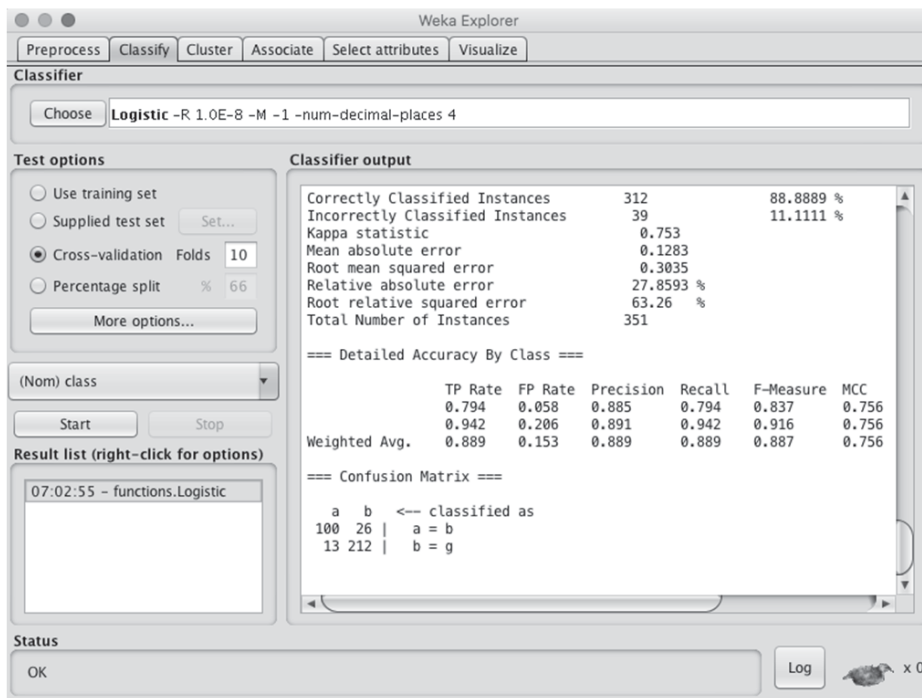 Weka Explorer
Preprocess Classify Cluster Associate Select attributes Visualize
Classifier
Choose Logistic -R 1.0E-8 -M -1 -num-decimal-places 4
Test options
Use training set
Supplied test set Set...
Cross-validation Folds 10
Percentage split % 66
More options...
(Nom) class
Start Stop
Result list (right-click for options)
07:02:55 - functions.Logistic
Classifier output
Correctly Classified Instances 312 88.8889 %
Incorrectly Classified Instances 39 11.1111 %
Kappa statistic 0.753
Mean absolute error 0.1283
Root mean squared error 0.3035
Relative absolute error 27.8593 %
Root relative squared error 63.26 %
Total Number of Instances 351
=== Detailed Accuracy By Class ===
TP Rate FP Rate Precision Recall F-Measure MCC
0.794 0.058 0.885 0.794 0.837 0.756
0.942 0.206 0.891 0.942 0.916 0.756
Weighted Avg. 0.889 0.153 0.889 0.889 0.887 0.756
=== Confusion Matrix ===
a b <-- classified as
100 26 | a = b
13 212 | b = g
Status
OK
Log x 0